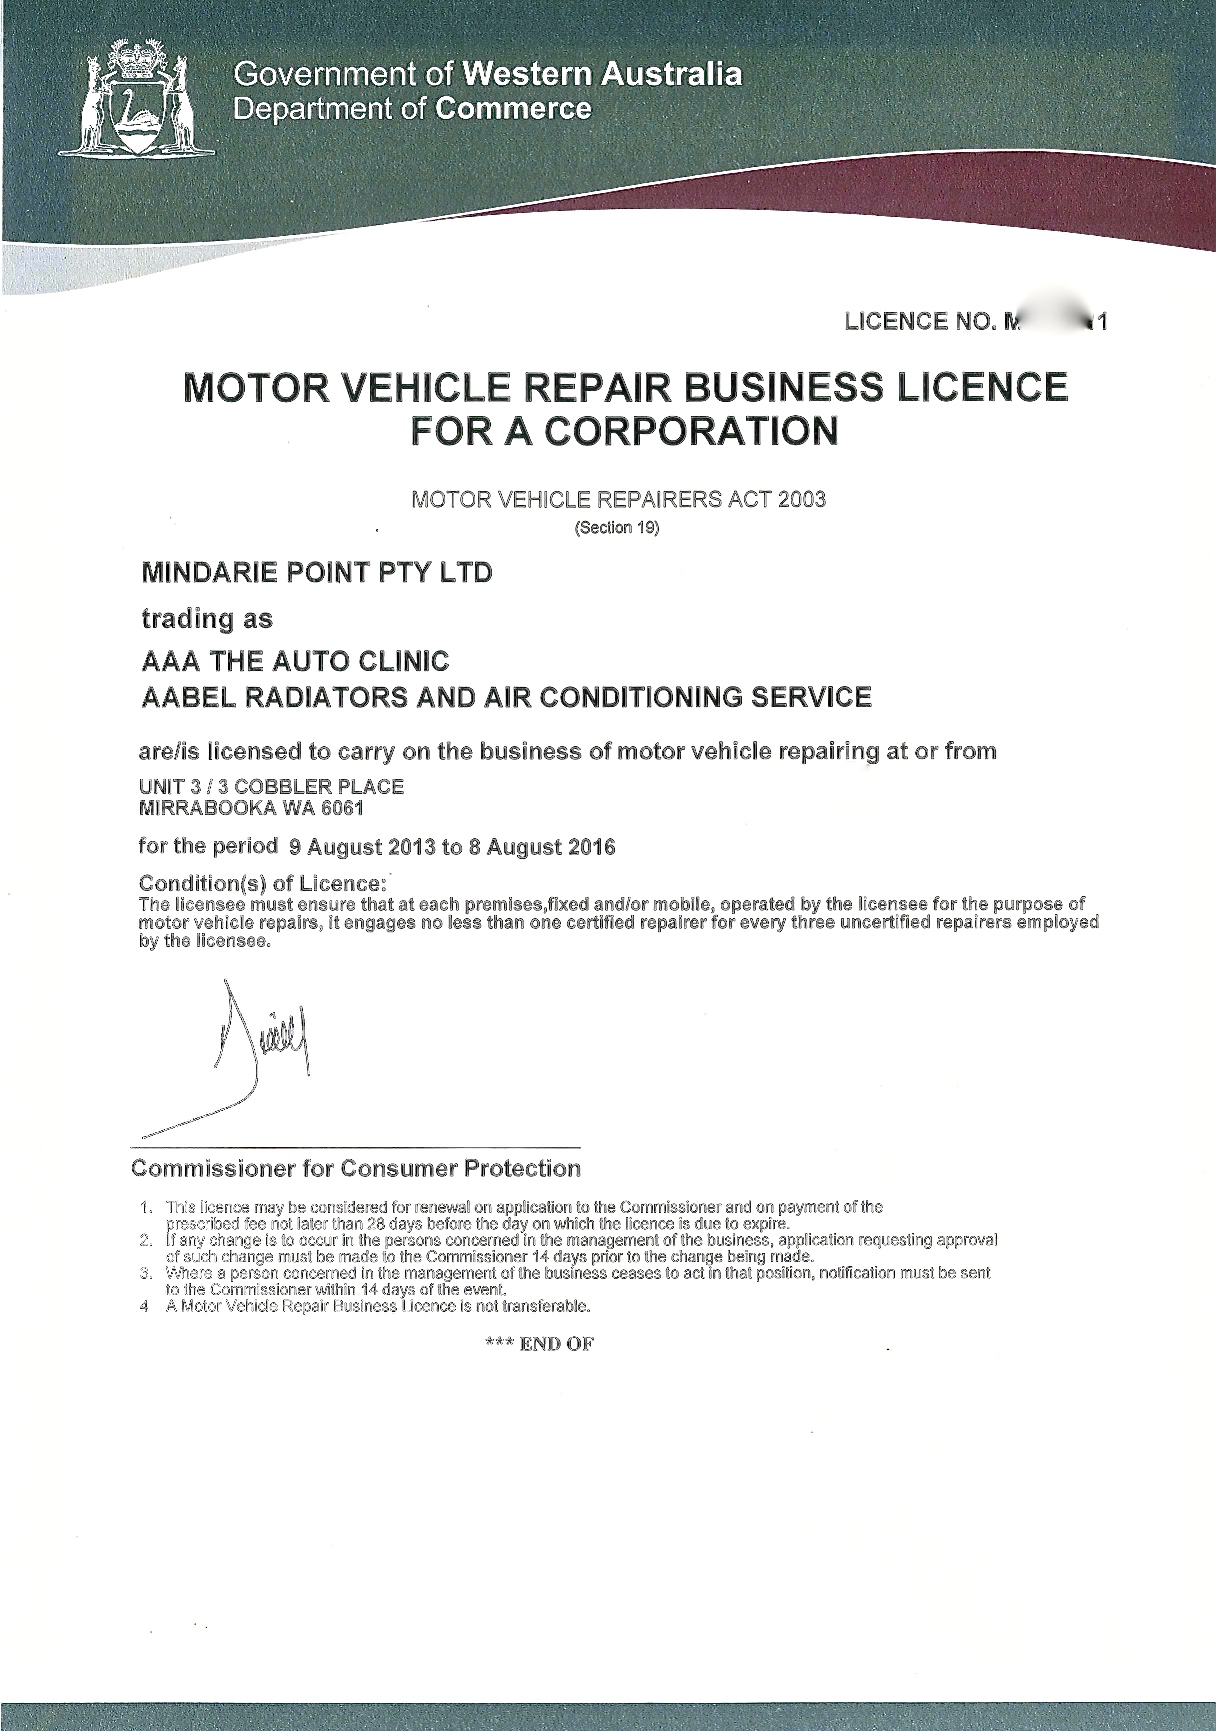 Government of Western Australia
Department of Commerce
LICENCE NO. M 1
MOTOR VEHICLE REPAIR BUSINESS LICENCE
FOR A CORPORATION
MOTOR VEHICLE REPAIRERS ACT 2003
(Section 19)
MINDARIE POINT PTY LTD
trading as
AAA THE AUTO CLINIC
AABEL RADIATORS AND AIR CONDITIONING SERVICE
are/is licensed to carry on the business of motor vehicle repairing at or from
UNIT 3 / 3 COBBLER PLACE
MIRRABOOKA WA 6061
for the period 9 August 2013 to 8 August 2016
Condition(s) of Licence:
The licensee must ensure that at each premises,fixed and/or mobile, operated by the licensee for the purpose of
motor vehicle repairs, it engages no less than one certified repairer for every three uncertified repairers employed
by the licensee.
Commissioner for Consumer Protection
1. This licence may be considered for renewal on application to the Commissioner and on payment of the
prescribed fee not later than 28 days before the day on which the licence is due to expire.
2. If any change is to occur in the persons concerned in the management of the business, application requesting approval
of such change must be made to the Commissioner 14 days prior to the change being made.
3. Where a person concerned in the management of the business ceases to act in that position, notification must be sent
to the Commissioner within 14 days of the event.
4 A Motor Vehicle Repair Business Licence is not transferable.
*** END OF